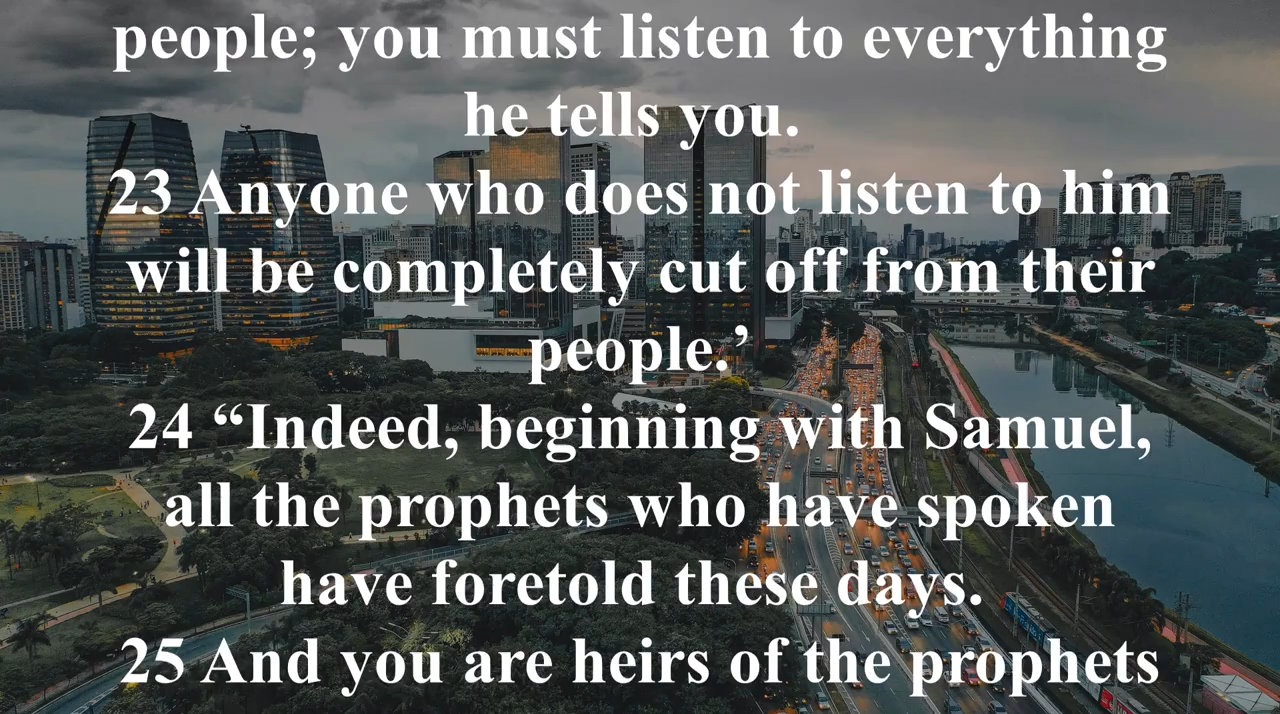 people; you must listen to everything
he tells you.
23 Anyone who does not listen to him
will be completely cut off from their
people.’
24 “Indeed, beginning with Samuel,
all the prophets who have spoken
have foretold these days.
25 And you are heirs of the prophets